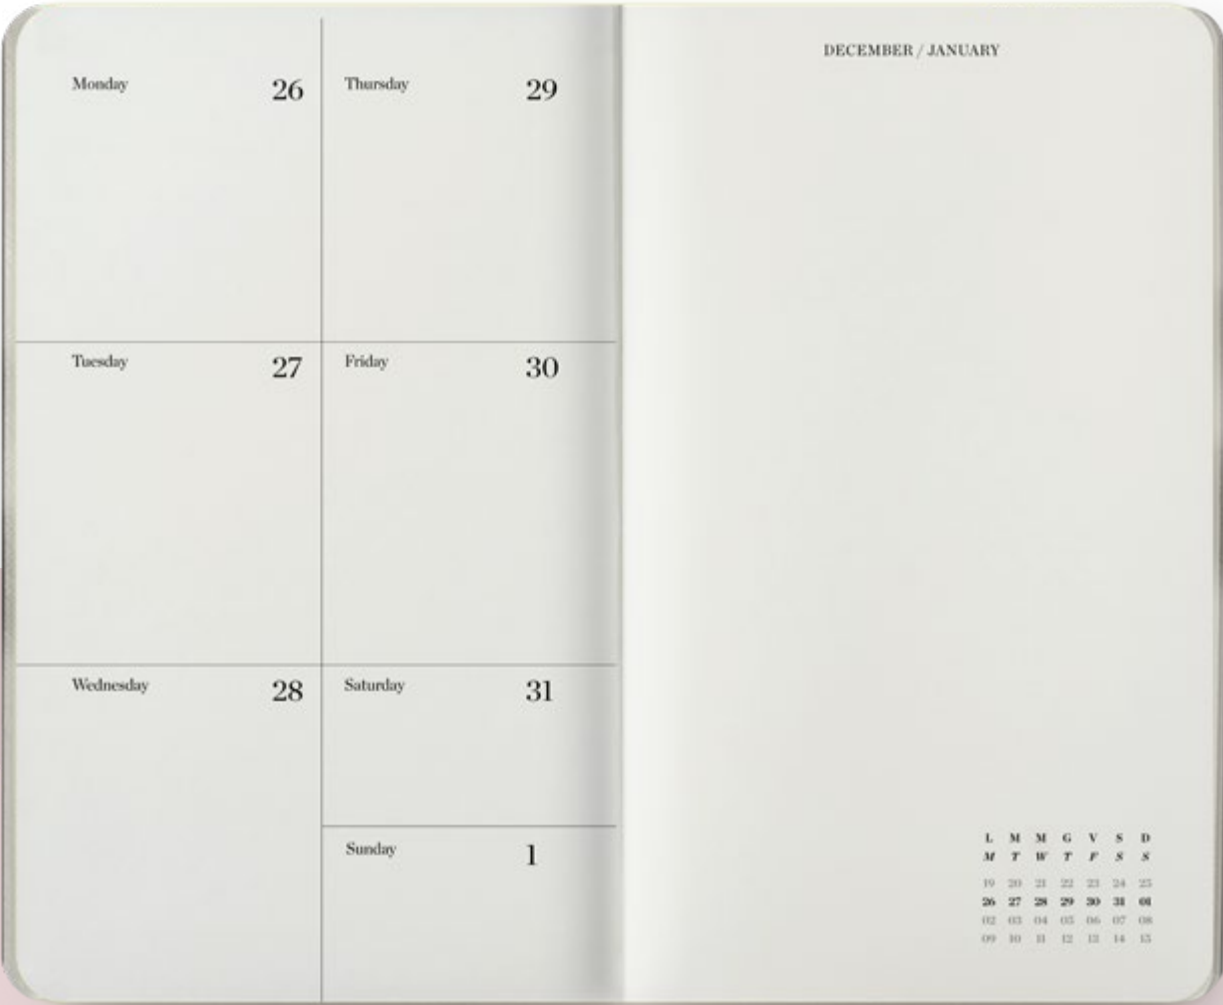 Monday 26
Tuesday 27
Wednesday 28
Thursday 29
Friday 30
Saturday 31
Sunday 1
DECEMBER / JANUARY
L M M G V S D
M T W T F S S
19 20 21 22 23 24 25
26 27 28 29 30 31 01
02 03 04 05 06 07 08
09 10 11 12 13 14 15